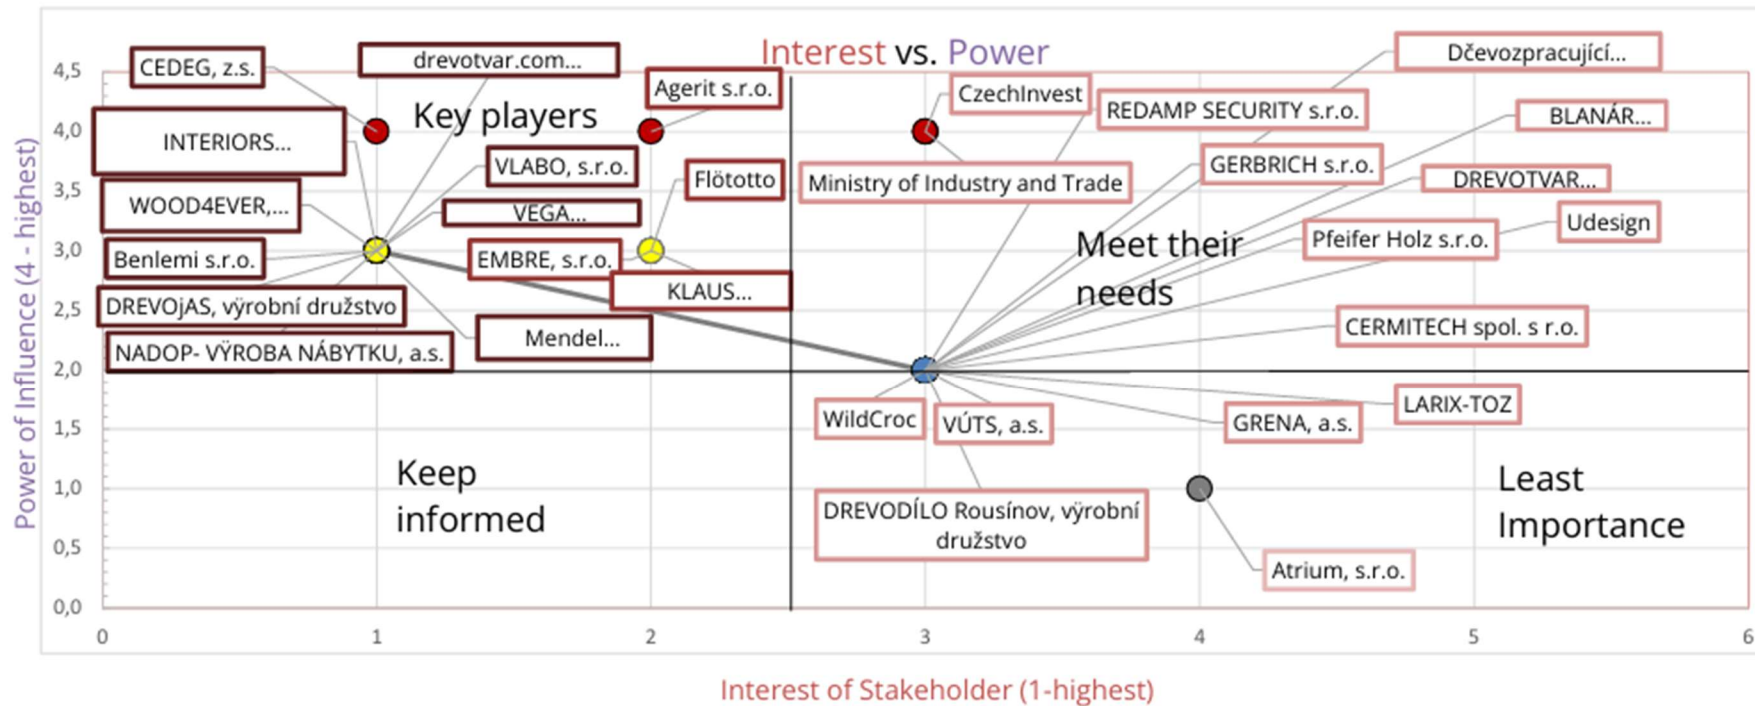 Interest vs. Power
Power of Influence (4 - highest)
4,5
4,0
3,5
3,0
2,5
2,0
1,5
1,0
0,5
0,0
CEDEG, z.s.
drevotvar.com...
Agerit s.r.o.
Key players
INTERIORS...
VLABO, s.r.o.
Flötotto
WOOD4EVER,...
VEGA...
Benlemi s.r.o.
EMBRE, s.r.o.
KLAUS...
DREVOjAS, výrobní družstvo
Mendel...
NADOP- VÝROBA NÁBYTKU, a.s.
Dčevozpracující...
CzechInvest
REDAMP SECURITY s.r.o.
BLANÁR...
GERBRICH s.r.o.
Ministry of Industry and Trade
DREVOTVAR...
Udesign
Meet their
needs
Pfeifer Holz s.r.o.
CERMITECH spol. s r.o.
LARIX-TOZ
WildCroc
VÚTS, a.s.
GRENA, a.s.
Keep
informed
DREVODÍLO Rousínov, výrobní
družstvo
Least
Importance
Atrium, s.r.o.
0
1
2
3
4
5
6
Interest of Stakeholder (1-highest)